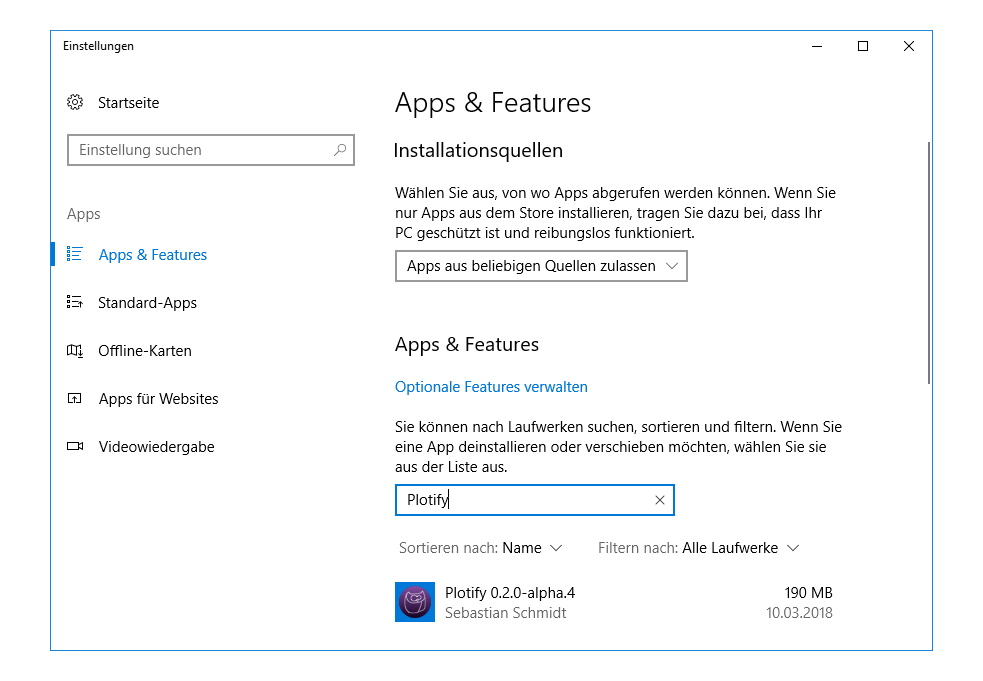 Einstellungen
Startseite
Einstellung suchen
Apps
Apps & Features
Standard-Apps
Offline-Karten
Apps für Websites
Videowiedergabe
Apps & Features
Installationsquellen
Wählen Sie aus, von wo Apps abgerufen werden können. Wenn Sie
nur Apps aus dem Store installieren, tragen Sie dazu bei, dass Ihr
PC geschützt ist und reibungslos funktioniert.
Apps aus beliebigen Quellen zulassen
Apps & Features
Optionale Features verwalten
Sie können nach Laufwerken suchen, sortieren und filtern. Wenn Sie
eine App deinstallieren oder verschieben möchten, wählen Sie sie
aus der Liste aus.
Plotify
Sortieren nach: Name Filtern nach: Alle Laufwerke
Plotify 0.2.0-alpha.4 190 MB
Sebastian Schmidt 10.03.2018